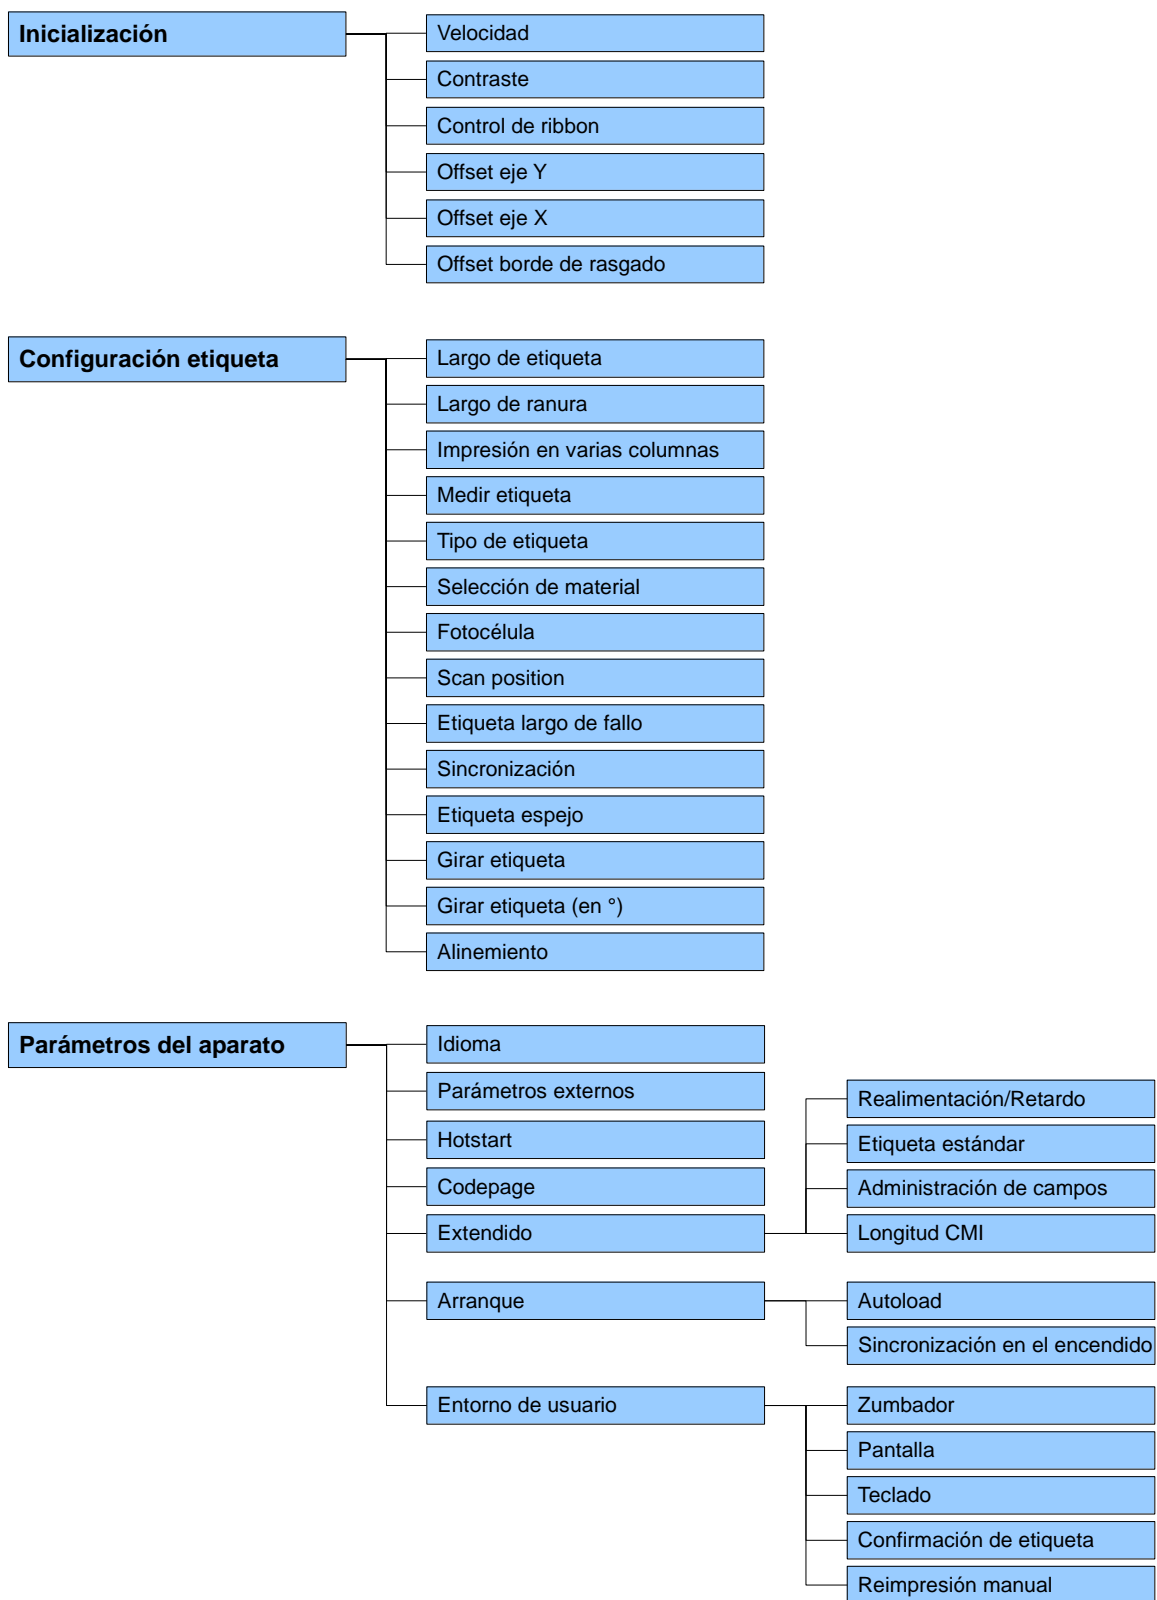 Inicialización
Velocidad
Contraste
Control de ribbon
Offset eje Y
Offset eje X
Offset borde de rasgado
Configuración etiqueta
Largo de etiqueta
Largo de ranura
Impresión en varias columnas
Medir etiqueta
Tipo de etiqueta
Selección de material
Fotocélula
Scan position
Etiqueta largo de fallo
Sincronización
Etiqueta espejo
Girar etiqueta
Girar etiqueta (en °)
Alinemiento
Parámetros del aparato
Idioma
Parámetros externos
Hotstart
Codepage
Extendido
Realimentación/Retardo
Etiqueta estándar
Administración de campos
Longitud CMI
Arranque
Autoload
Sincronización en el encendido
Entorno de usuario
Zumbador
Pantalla
Teclado
Confirmación de etiqueta
Reimpresión manual